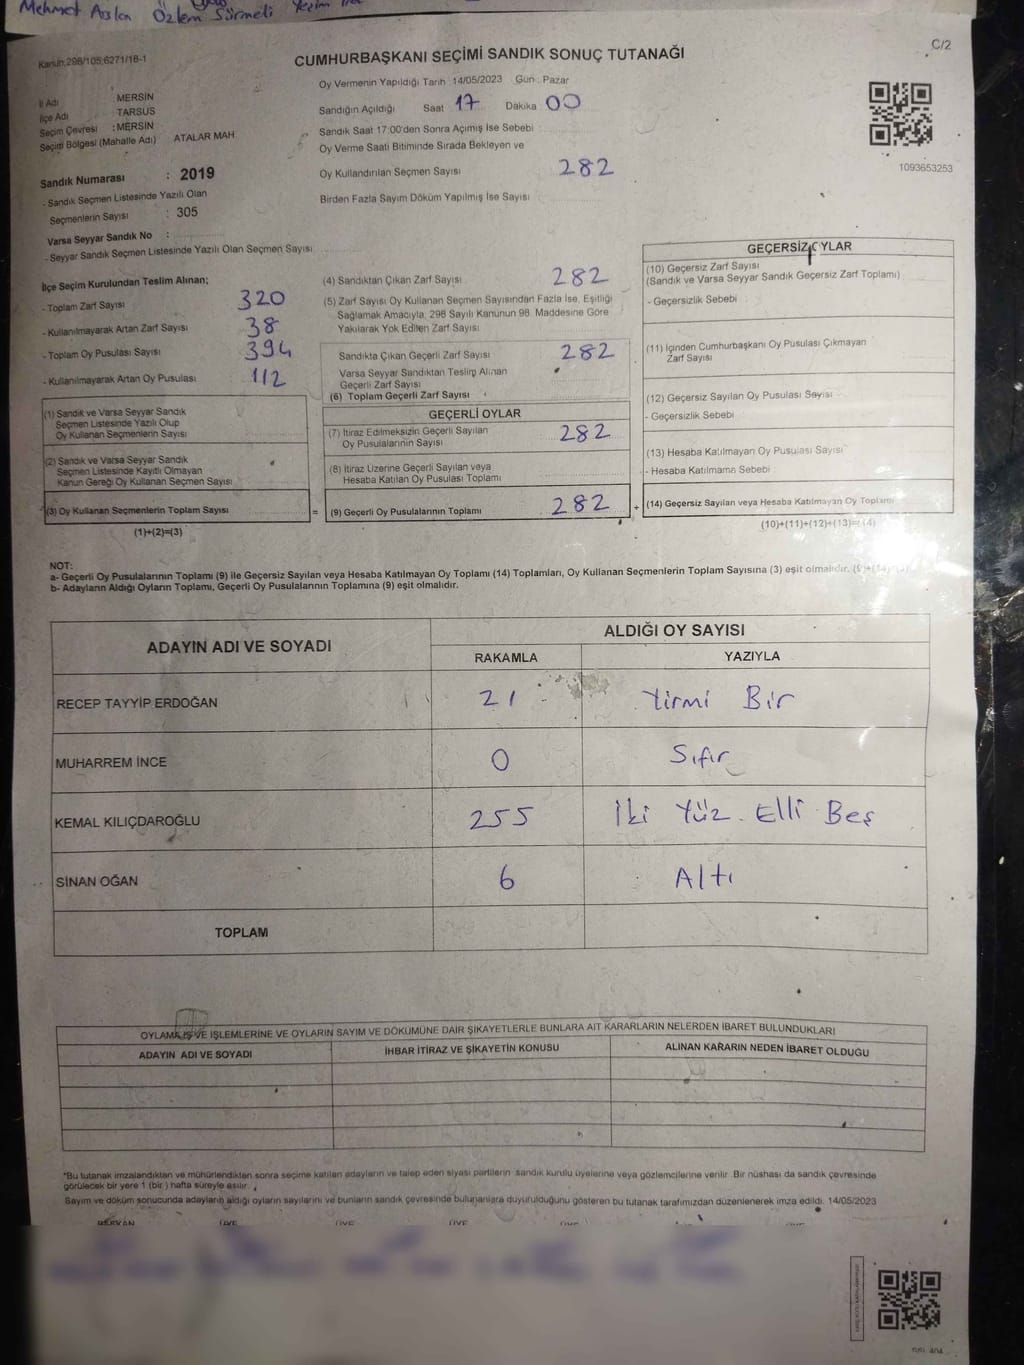 Mehmet Aslan Özlem Sürmeli
C/2
Kanun:298/105;6271/18-1
CUMHURBAŞKANI SEÇİMİ SANDIK SONUÇ TUTANAĞI
Oy Vermenin Yapıldığı Tarih :14/05/2023 Gün : Pazar
İl Adı MERSİN
İlçe Adı TARSUS
Seçim Çevresi : MERSİN
Seçim Bölgesi (Mahalle Adı) ATALAR MAH.
Sandığın Açıldığı Saat 17 Dakika 00
Sandık Saat 17:00'den Sonra Açımış İse Sebebi
Oy Verme Saati Bitiminde Sırada Bekleyen ve
Oy Kullandırılan Seçmen Sayısı 282
Birden Fazla Sayım Döküm Yapılmış İse Sayısı
1093653253
Sandık Numarası : 2019
- Sandık Seçmen Listesinde Yazılı Olan
Seçmenlerin Sayısı : 305
Varsa Seyyar Sandık No :
- Seyyar Sandık Seçmen Listesinde Yazılı Olan Seçmen Sayısı
İlçe Seçim Kurulundan Teslim Alınan;
- Toplam Zarf Sayısı 320
- Kullanılmayarak Artan Zarf Sayısı 38
- Toplam Oy Pusulası Sayısı 394
- Kullanılmayarak Artan Oy Pusulası 112
(1) Sandık ve Varsa Seyyar Sandık
Seçmen Listesinde Yazılı Olup
Oy Kullanan Seçmenlerin Sayısı
(2) Sandık ve Varsa Seyyar Sandık
Seçmen Listesinde Kayıtlı Olmayan
Kanun Gereği Oy Kullanan Seçmen Sayısı
(3) Oy Kullanan Seçmenlerin Toplam Sayısı =
(1)+(2)=(3)
(4) Sandıktan Çıkan Zarf Sayısı 282
(5) Zarf Sayısı Oy Kullanan Seçmen Sayısından Fazla İse, Eşitliği
Sağlamak Amacıyla, 298 Sayılı Kanunun 98. Maddesine Göre
Yakılarak Yok Edilen Zarf Sayısı
Sandıkta Çıkan Geçerli Zarf Sayısı 282
Varsa Seyyar Sandıktan Teslim Alınan
Geçerli Zarf Sayısı
(6) Toplam Geçerli Zarf Sayısı
GEÇERLİ OYLAR
(7) İtiraz Edilmeksizin Geçerli Sayılan
Oy Pusulalarının Sayısı 282
(8) İtiraz Üzerine Geçerli Sayılan veya
Hesaba Katılan Oy Pusulası Toplamı
(9) Geçerli Oy Pusulalarının Toplamı 282 +
GEÇERSİZ OYLAR
(10) Geçersiz Zarf Sayısı
(Sandık ve Varsa Seyyar Sandık Geçersiz Zarf Toplamı)
- Geçersizlik Sebebi
(11) İçinden Cumhurbaşkanı Oy Pusulası Çıkmayan
Zarf Sayısı
(12) Geçersiz Sayılan Oy Pusulası Sayısı
- Geçersizlik Sebebi
(13) Hesaba Katılmayan Oy Pusulası Sayısı
- Hesaba Katılmama Sebebi
(14) Geçersiz Sayılan veya Hesaba Katılmayan Oy Toplamı
(10)+(11)+(12)+(13)=(14)
NOT:
a- Geçerli Oy Pusulalarının Toplamı (9) ile Geçersiz Sayılan veya Hesaba Katılmayan Oy Toplamı (14) Toplamları, Oy Kullanan Seçmenlerin Toplam Sayısına (3) eşit olmalıdır.
b- Adayların Aldığı Oyların Toplamı, Geçerli Oy Pusulalarının Toplamına (9) eşit olmalıdır.
ADAYIN ADI VE SOYADI ALDIĞI OY SAYISI
RAKAMLA YAZIYLA
RECEP TAYYİP ERDOĞAN 21 Yirmi Bir
MUHARREM İNCE 0 Sıfır
KEMAL KILIÇDAROĞLU 255 İki Yüz Elli Beş
SİNAN OĞAN 6 Altı
TOPLAM
OYLAMA İŞ VE İŞLEMLERİNE VE OYLARIN SAYIM VE DÖKÜMÜNE DAİR ŞİKAYETLERLE BUNLARA AİT KARARLARIN NELERDEN İBARET BULUNDUKLARI
ADAYIN ADI VE SOYADI İHBAR İTİRAZ VE ŞİKAYETİN KONUSU ALINAN KARARIN NEDEN İBARET OLDUĞU
*Bu tutanak imzalandıktan ve mühürlendikten sonra seçime katılan adayların ve talep eden siyasi partilerin sandık kurulu üyelerine veya gözlemcilerine verilir. Bir nüshası da sandık çevresinde
görülecek bir yere 1 (bir) hafta süreyle asılır.
Sayım ve döküm sonucunda adayların aldığı oyların sayılarını ve bunların sandık çevresinde bulunanlara duyurulduğunu gösteren bu tutanak tarafımızdan düzenlenerek imza edildi. 14/05/2023
BAŞKAN ÜYE ÜYE ÜYE